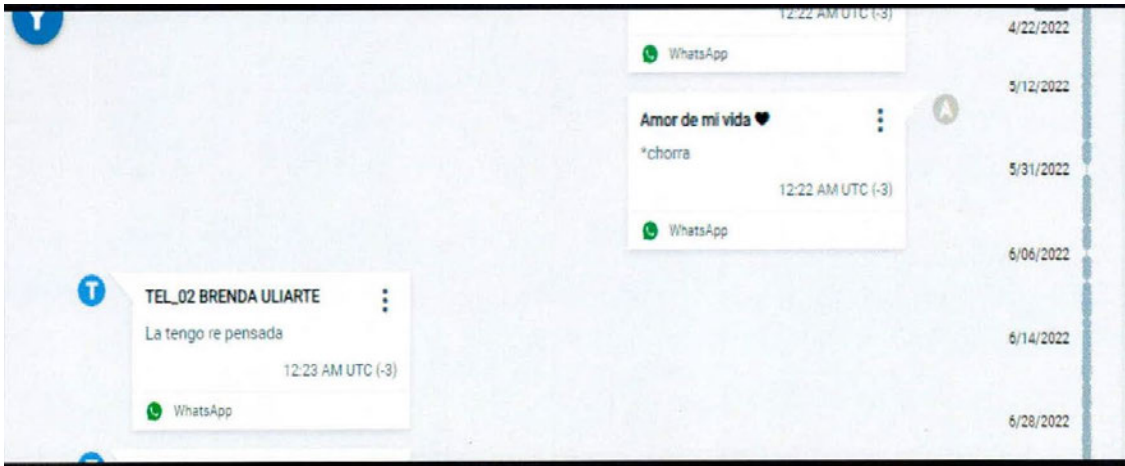 12:22 AM UTC (-3)
WhatsApp
Amor de mi vida 🖤
*chorra
12:22 AM UTC (-3)
WhatsApp
A
T
TEL_02 BRENDA ULIARTE
La tengo re pensada
12:23 AM UTC (-3)
WhatsApp
4/22/2022
5/12/2022
5/31/2022
6/06/2022
6/14/2022
6/28/2022